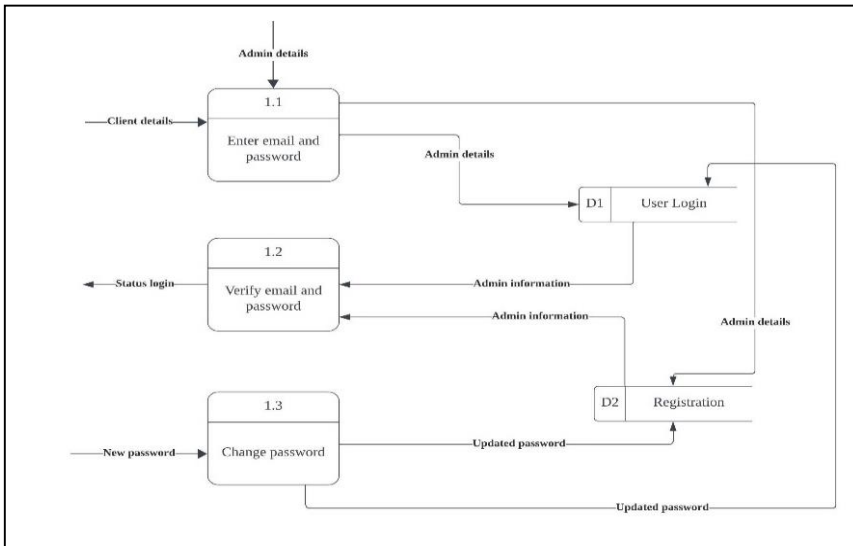 Admin details
1.1
Client details
Enter email and
password
Admin details
D1
User Login
1.2
Status login
Verify email and
password
Admin information
Admin information
Admin details
1.3
D2
Registration
New password
Change password
Updated password
Updated password